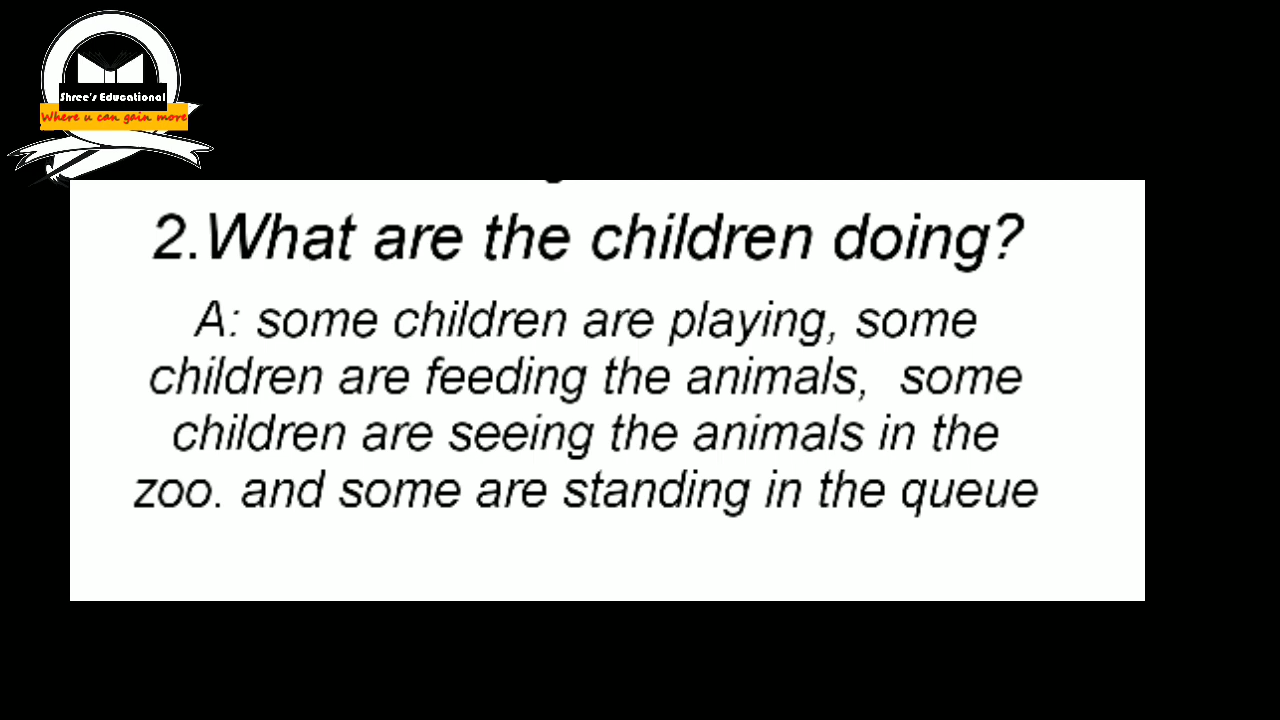 Shree's Educational
Where u can gain more
2.What are the children doing?
A: some children are playing, some
children are feeding the animals,  some
children are seeing the animals in the
zoo. and some are standing in the queue